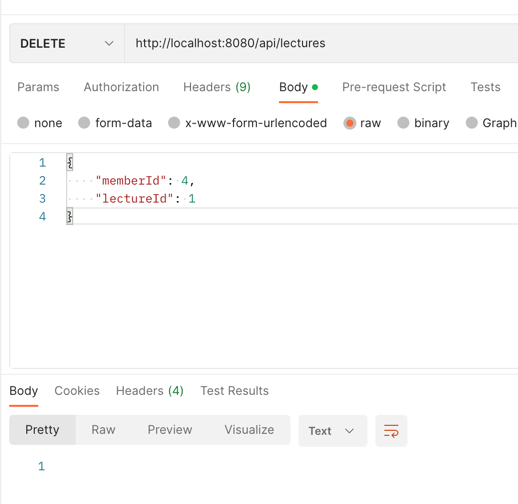 DELETE http://localhost:8080/api/lectures
Params Authorization Headers (9) Body Pre-request Script Tests
none form-data x-www-form-urlencoded raw binary Graph
1 {
2 "memberId": 4,
3 "lectureId": 1
4 }
Body Cookies Headers (4) Test Results
Pretty Raw Preview Visualize Text
1